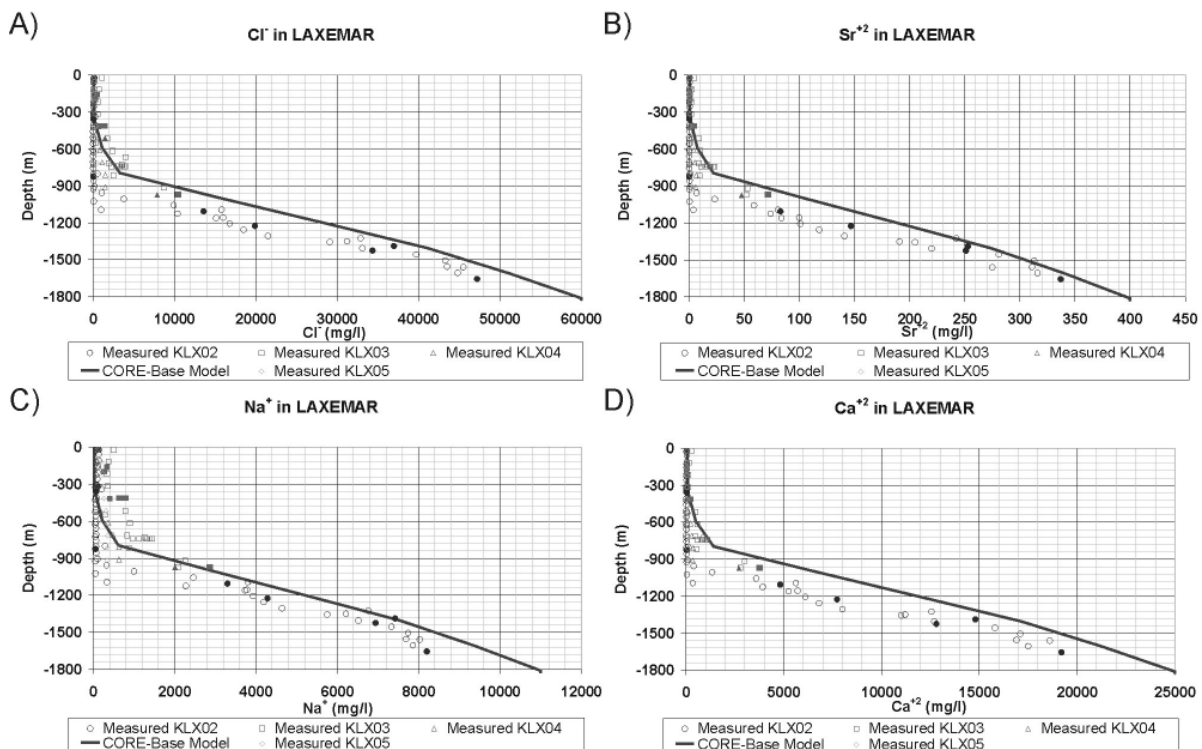 A)
Cl⁻ in LAXEMAR
0
-300
-600
-900
-1200
-1500
-1800
Depth (m)
0 10000 20000 30000 40000 50000 60000
Cl⁻ (mg/l)
○ Measured KLX02 □ Measured KLX03 △ Measured KLX04
CORE-Base Model ◇ Measured KLX05
B)
Sr⁺² in LAXEMAR
0
-300
-600
-900
-1200
-1500
-1800
Depth (m)
0 50 100 150 200 250 300 350 400 450
Sr⁺² (mg/l)
○ Measured KLX02 □ Measured KLX03 △ Measured KLX04
CORE-Base Model ◇ Measured KLX05
C)
Na⁺ in LAXEMAR
0
-300
-600
-900
-1200
-1500
-1800
Depth (m)
0 2000 4000 6000 8000 10000 12000
Na⁺ (mg/l)
○ Measured KLX02 □ Measured KLX03 △ Measured KLX04
CORE-Base Model ◇ Measured KLX05
D)
Ca⁺² in LAXEMAR
0
-300
-600
-900
-1200
-1500
-1800
Depth (m)
0 5000 10000 15000 20000 25000
Ca⁺² (mg/l)
○ Measured KLX02 □ Measured KLX03 △ Measured KLX04
CORE-Base Model ◇ Measured KLX05